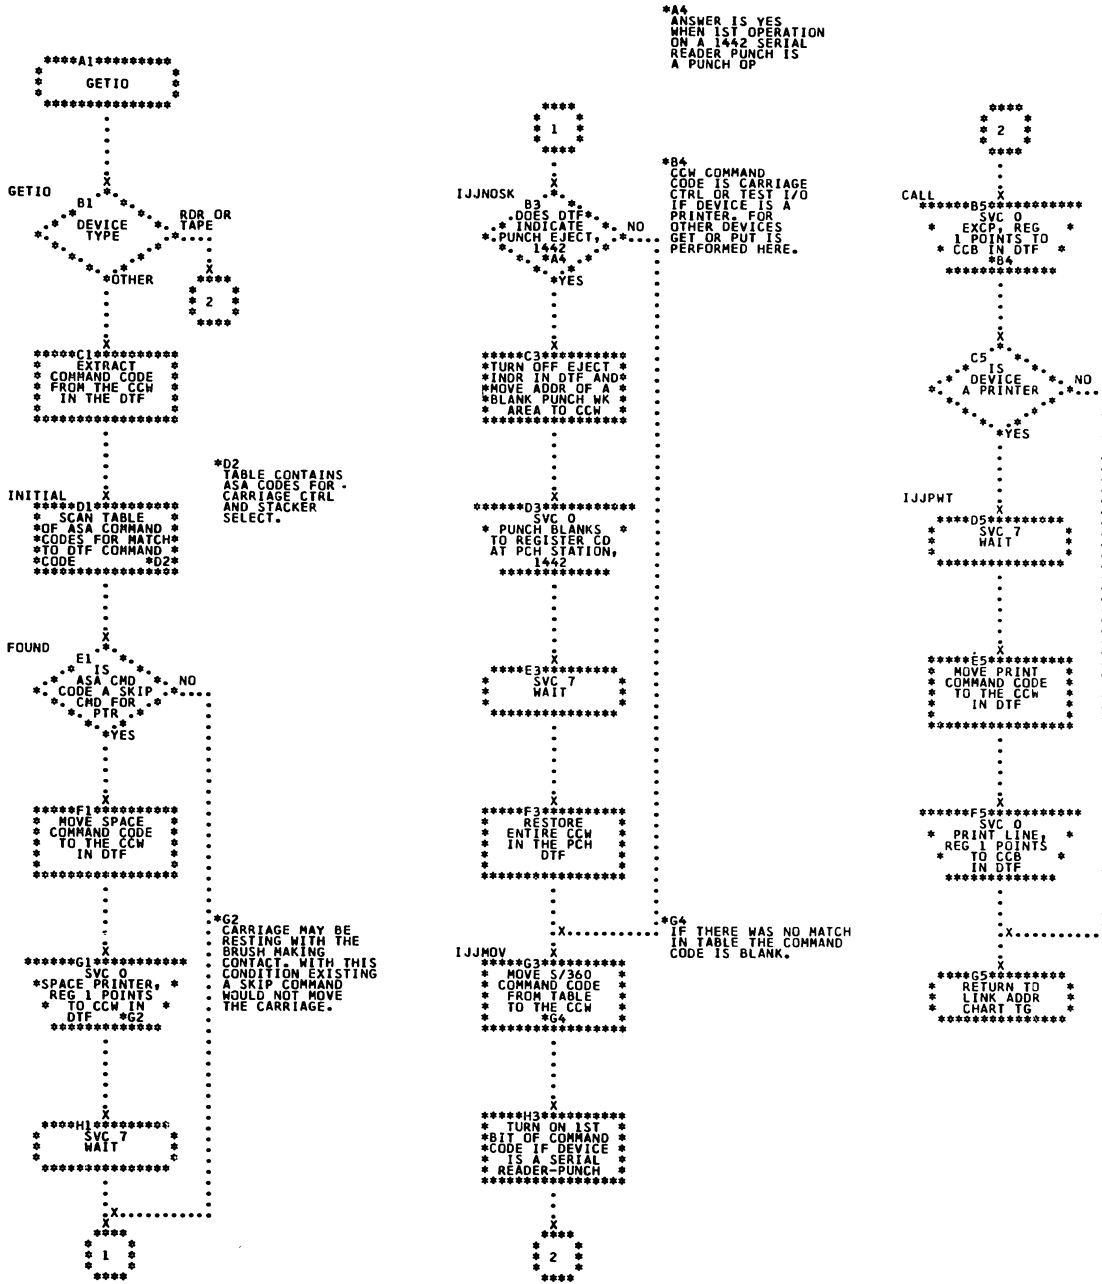 A1
GETIO
GETIO
B1
DEVICE
TYPE
RDR OR
TAPE
OTHER
2
C1
EXTRACT
COMMAND CODE
FROM THE CCW
IN THE DTF
*D2
TABLE CONTAINS
ASA CODES FOR
CARRIAGE CTRL
AND STACKER
SELECT.
INITIAL
D1
SCAN TABLE
OF ASA COMMAND
CODES FOR MATCH
TO DTF COMMAND
CODE *D2
FOUND
E1
IS
ASA CMD
CODE A SKIP
CMD FOR
PTR
NO
YES
F1
MOVE SPACE
COMMAND CODE
TO THE CCW
IN DTF
*G2
CARRIAGE MAY BE
RESTING WITH THE
BRUSH MAKING
CONTACT. WITH THIS
CONDITION EXISTING
A SKIP COMMAND
WOULD NOT MOVE
THE CARRIAGE.
G1
SVC 0
SPACE PRINTER,
REG 1 POINTS
TO CCW IN
DTF *G2
H1
SVC 7
WAIT
X
1
*A4
ANSWER IS YES
WHEN 1ST OPERATION
ON A 1442 SERIAL
READER PUNCH IS
A PUNCH OP
1
*B4
CCW COMMAND
CODE IS CARRIAGE
CTRL OR TEST I/O
IF DEVICE IS A
PRINTER. FOR
OTHER DEVICES
GET OR PUT IS
PERFORMED HERE.
IJJNOSK
B3
DOES DTF
INDICATE
PUNCH EJECT,
1442
*A4
NO
YES
C3
TURN OFF EJECT
INDR IN DTF AND
MOVE ADDR OF A
BLANK PUNCH WK
AREA TO CCW
D3
SVC 0
PUNCH BLANKS
TO REGISTER CD
AT PCH STATION,
1442
E3
SVC 7
WAIT
F3
RESTORE
ENTIRE CCW
IN THE PCH
DTF
X
*G4
IF THERE WAS NO MATCH
IN TABLE THE COMMAND
CODE IS BLANK.
IJJMOV
G3
MOVE S/360
COMMAND CODE
FROM TABLE
TO THE CCW
*G4
H3
TURN ON 1ST
BIT OF COMMAND
CODE IF DEVICE
IS A SERIAL
READER-PUNCH
2
2
CALL
B5
SVC 0
EXCP, REG
1 POINTS TO
CCB IN DTF
*B4
C5
IS
DEVICE
A PRINTER
NO
YES
IJJPWT
D5
SVC 7
WAIT
E5
MOVE PRINT
COMMAND CODE
TO THE CCW
IN DTF
F5
SVC 0
PRINT LINE,
REG 1 POINTS
TO CCB
IN DTF
X
G5
RETURN TO
LINK ADDR
CHART TG